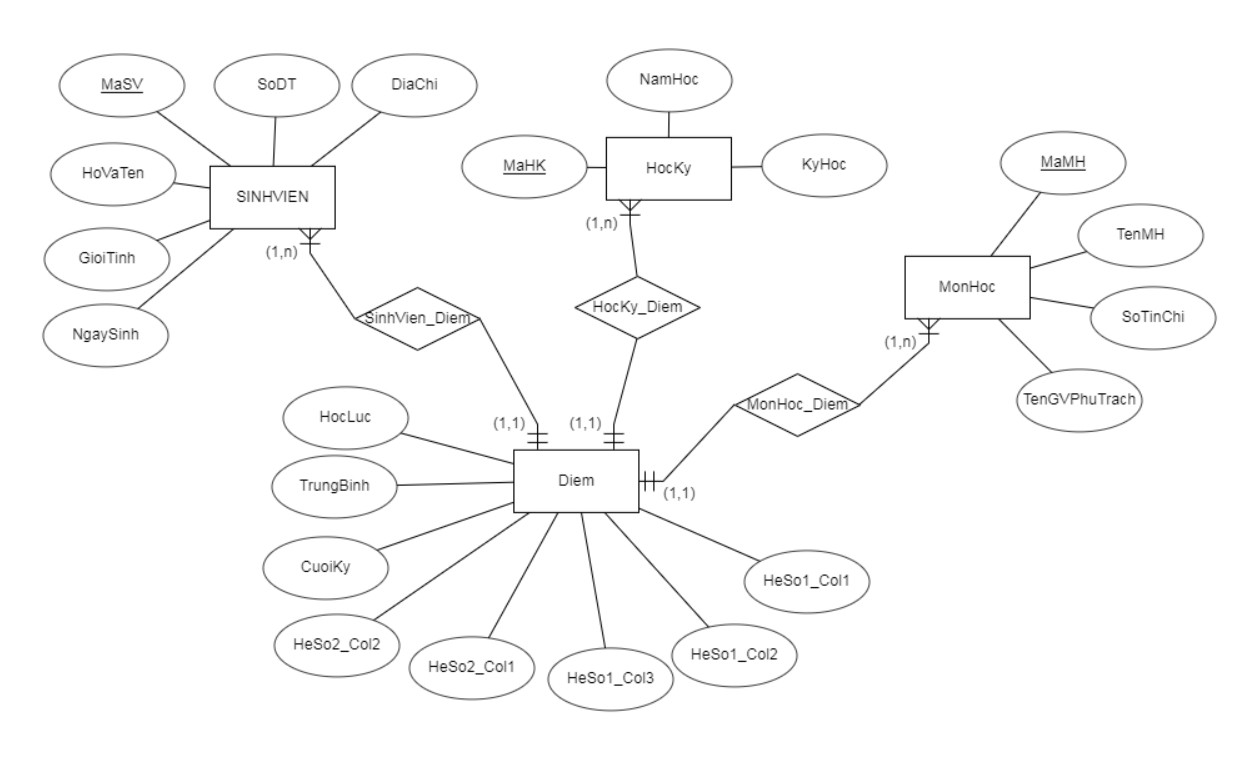 MaSV
SoDT
DiaChi
HoVaTen
SINHVIEN
GioiTinh
NgaySinh
(1,n)
NamHoc
MaHK
HocKy
KyHoc
(1,n)
MaMH
TenMH
MonHoc
SoTinChi
TenGVPhuTrach
(1,n)
SinhVien_Diem
HocKy_Diem
MonHoc_Diem
(1,1)
(1,1)
(1,1)
HocLuc
TrungBinh
Diem
CuoiKy
HeSo2_Col2
HeSo2_Col1
HeSo1_Col3
HeSo1_Col2
HeSo1_Col1